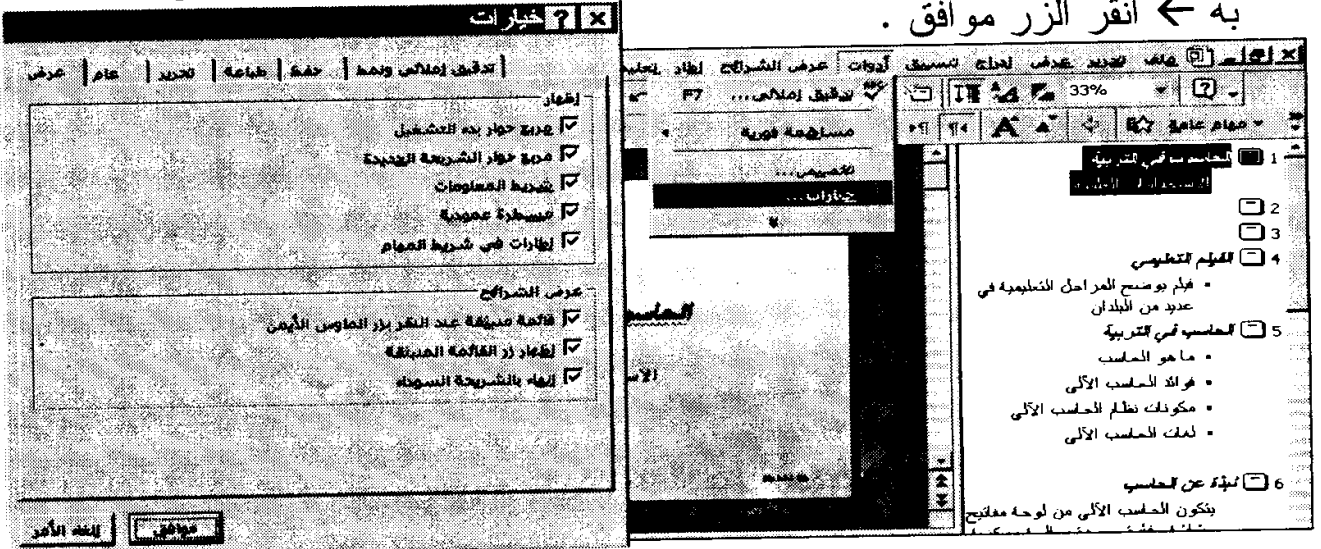 به ← انقر الزر موافق .
خيارات
عرض عام تحرير طباعة حفظ تدقيق إملائي ونمط
إظهار
مربع حوار بدء التشغيل
مربع حوار الشريحة الجديدة
شريط المعلومات
مسطرة عمودية
إطارات في شريط المهام
عرض الشرائح
قائمة منبثقة عند النقر بزر الماوس الأيمن
إظهار زر القائمة المنبثقة
إنهاء بالشريحة السوداء
موافق
إلغاء الأمر
ملف تحرير عرض إدراج تنسيق أدوات عرض الشرائح إطار
33%
مهام عامة
تدقيق إملائي... F7
مساهمة فورية
تخصيص...
خيارات...
1 الحاسب في التربية
2
3
4 الفيلم التعليمي
• فيلم يوضح المراحل التعليمية في
عديد من البلدان
5 الحاسب في التربية
• ما هو الحاسب
• فوائد الحاسب الآلي
• مكونات نظام الحاسب الآلي
• لغات الحاسب الآلي
6 نبذة عن الحاسب
يتكون الحاسب الآلي من لوحة مفاتيح